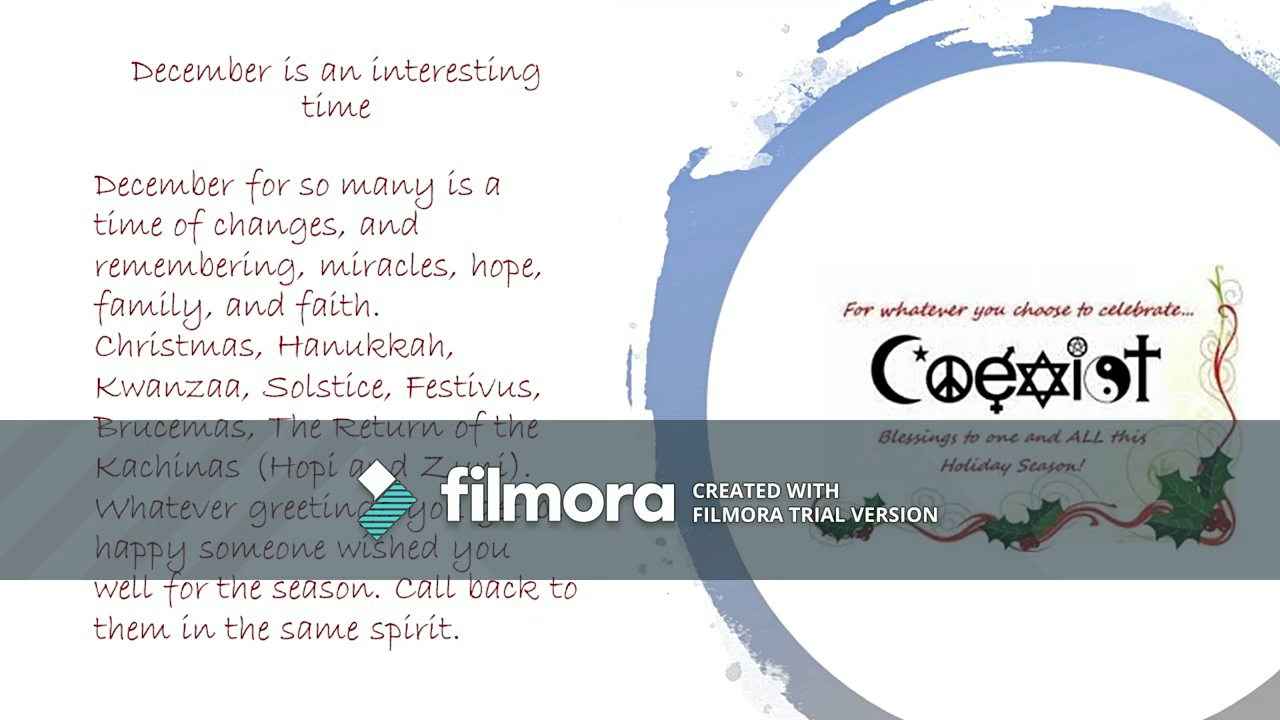 December is an interesting
time
December for so many is a
time of changes, and
remembering, miracles, hope,
family, and faith.
Christmas, Hanukkah,
Kwanzaa, Solstice, Festivus,
Brucemas, The Return of the
Kachinas (Hopi and Zuni).
Whatever greeting
happy someone wished you
well for the season. Call back to
them in the same spirit.
For whatever you choose to celebrate...
Coexist
Blessings to one and ALL this
Holiday Season!
filmora
CREATED WITH
FILMORA TRIAL VERSION